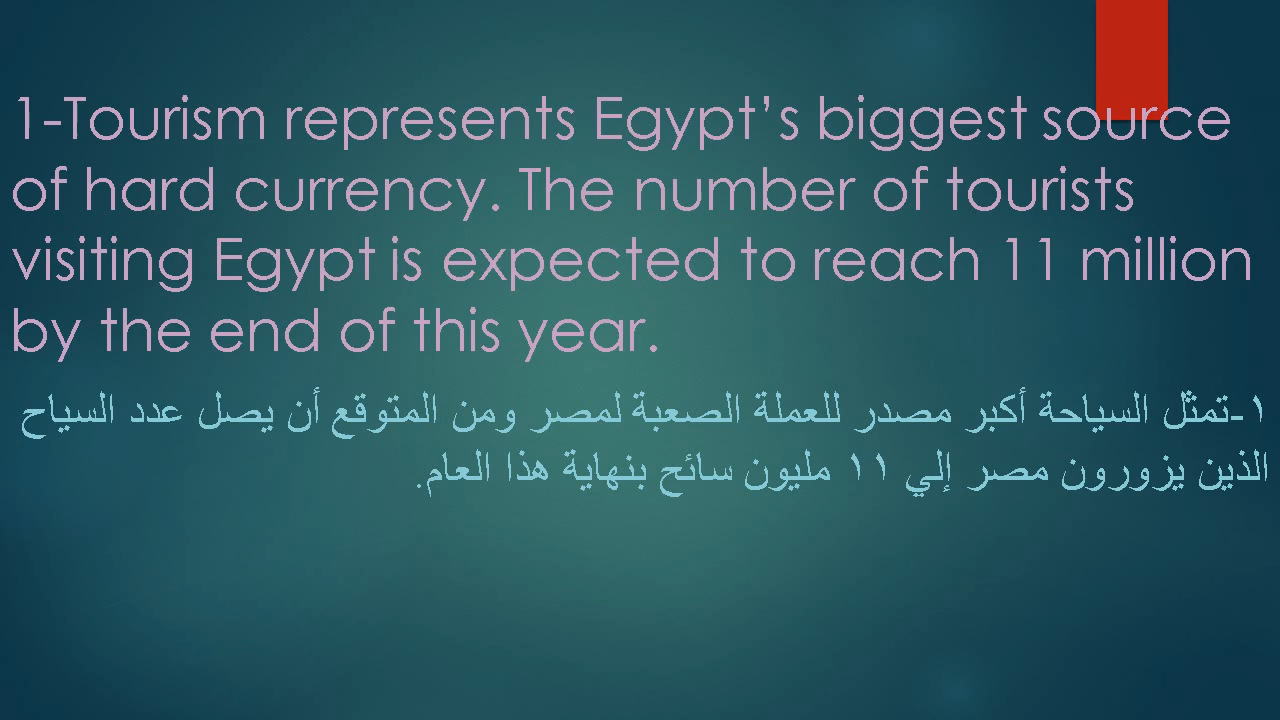 1-Tourism represents Egypt’s biggest source
of hard currency. The number of tourists
visiting Egypt is expected to reach 11 million
by the end of this year.
١-تمثل السياحة أكبر مصدر للعملة الصعبة لمصر ومن المتوقع أن يصل عدد السياح
الذين يزورون مصر إلي ١١ مليون سائح بنهاية هذا العام.